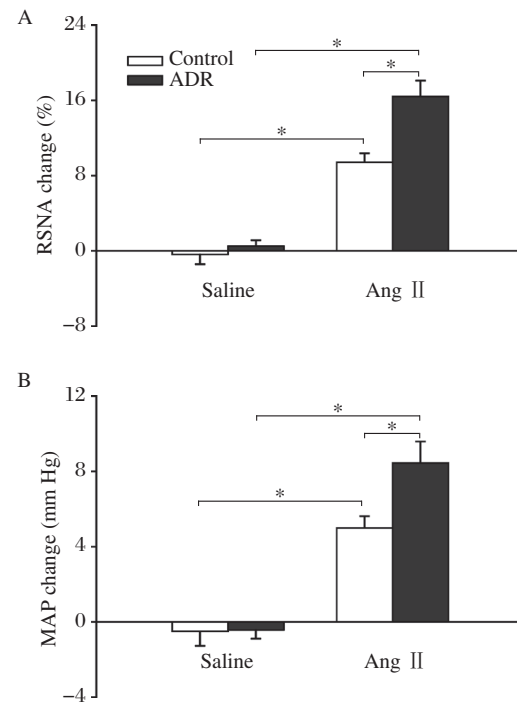 A
24
16
8
0
−8
RSNA change (%)
Control
ADR
*
*
*
Saline
Ang Ⅱ
B
12
8
4
0
−4
MAP change (mm Hg)
*
*
*
Saline
Ang Ⅱ